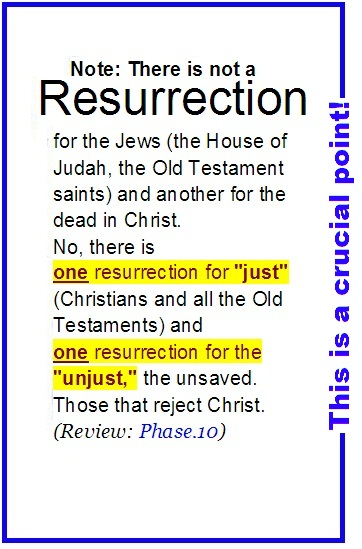 Note: There is not a
Resurrection
for the Jews (the House of
Judah, the Old Testament
saints) and another for the
dead in Christ.
No, there is
one resurrection for "just"
(Christians and all the Old
Testaments) and
one resurrection for the
"unjust," the unsaved.
Those that reject Christ.
(Review: Phase.10)
This is a crucial point!